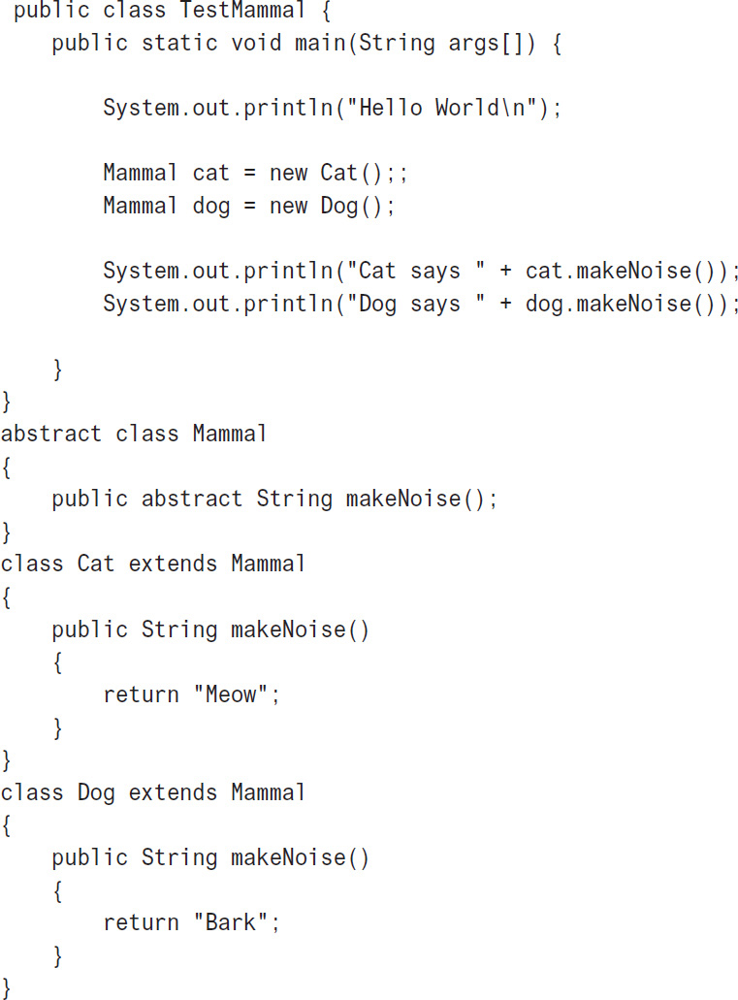 public class TestMammal {
    public static void main(String args[]) {
        System.out.println("Hello World\n");
        Mammal cat = new Cat();;
        Mammal dog = new Dog();
        System.out.println("Cat says " + cat.makeNoise());
        System.out.println("Dog says " + dog.makeNoise());
    }
}
abstract class Mammal
{
    public abstract String makeNoise();
}
class Cat extends Mammal
{
    public String makeNoise()
    {
        return "Meow";
    }
}
class Dog extends Mammal
{
    public String makeNoise()
    {
        return "Bark";
    }
}